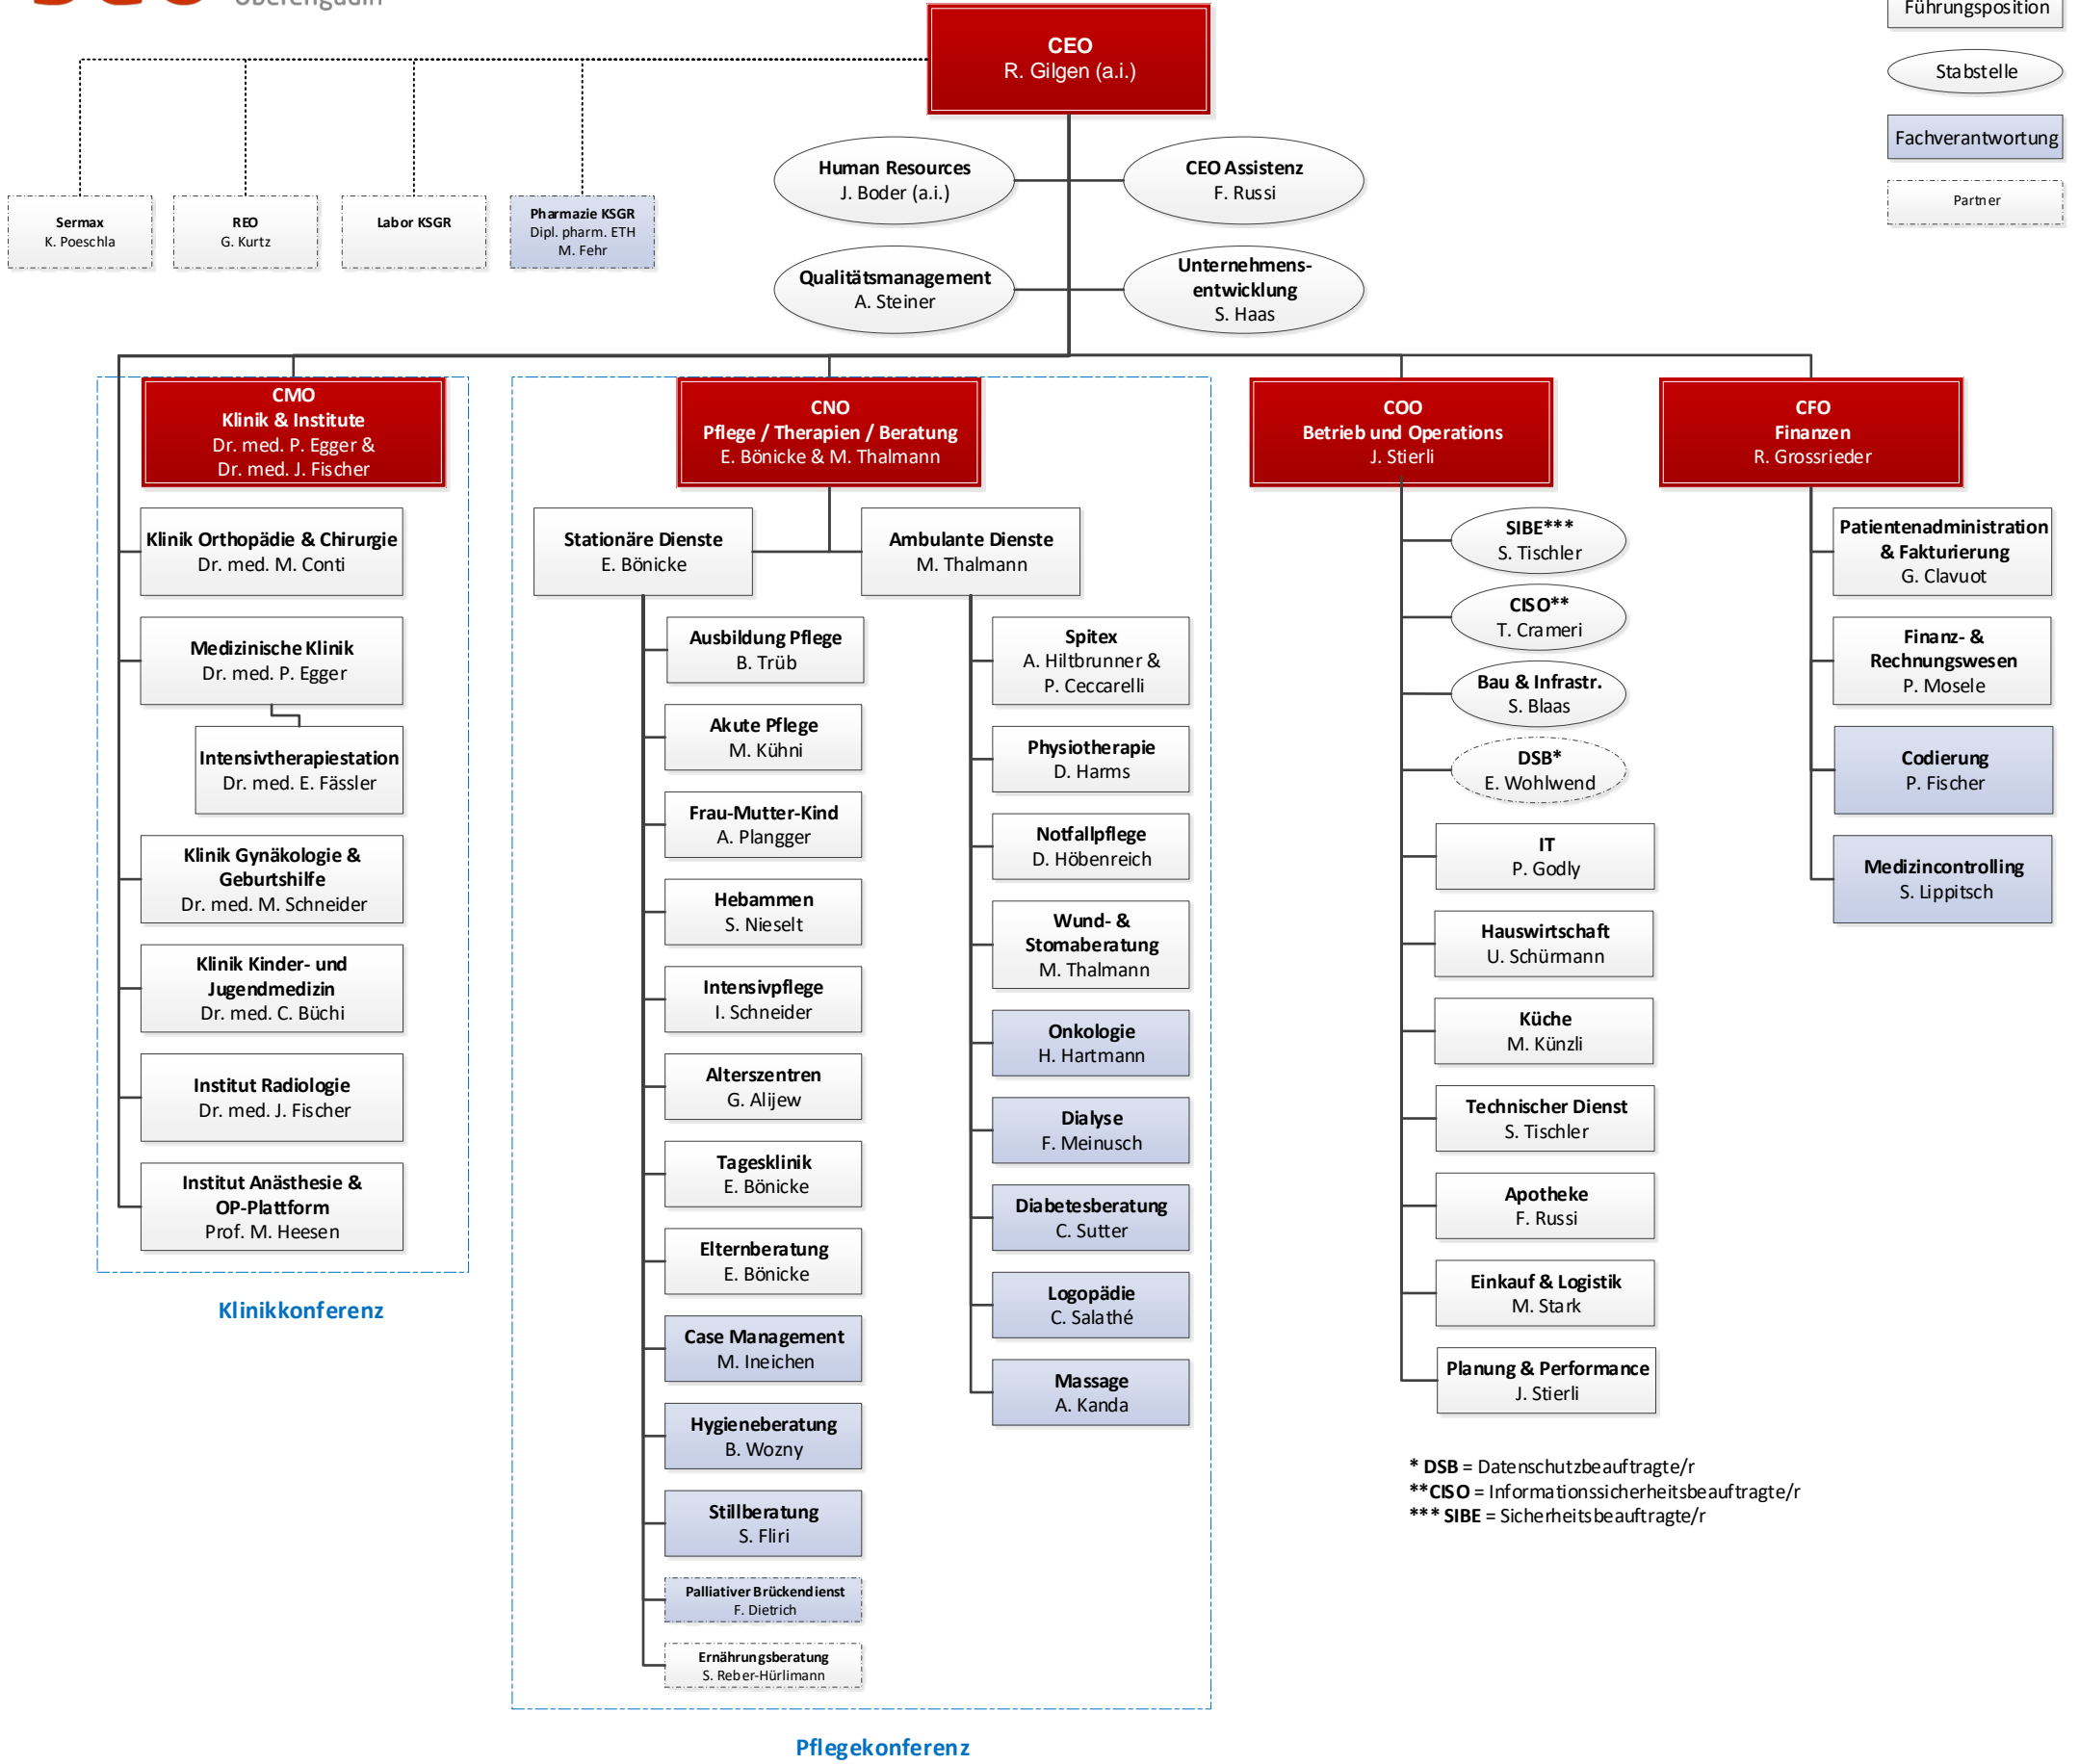 Oberengadin
Führungsposition
Stabstelle
Fachverantwortung
Partner
CEO
R. Gilgen (a.i.)
Human Resources
J. Boder (a.i.)
CEO Assistenz
F. Russi
Sermax
K. Poeschla
REO
G. Kurtz
Labor KSGR
Pharmazie KSGR
Dipl. pharm. ETH
M. Fehr
Qualitätsmanagement
A. Steiner
Unternehmens-
entwicklung
S. Haas
CMO
Klinik & Institute
Dr. med. P. Egger &
Dr. med. J. Fischer
Klinik Orthopädie & Chirurgie
Dr. med. M. Conti
Medizinische Klinik
Dr. med. P. Egger
Intensivtherapiestation
Dr. med. E. Fässler
Klinik Gynäkologie &
Geburtshilfe
Dr. med. M. Schneider
Klinik Kinder- und
Jugendmedizin
Dr. med. C. Büchi
Institut Radiologie
Dr. med. J. Fischer
Institut Anästhesie &
OP-Plattform
Prof. M. Heesen
Klinikkonferenz
CNO
Pflege / Therapien / Beratung
E. Bönicke & M. Thalmann
Stationäre Dienste
E. Bönicke
Ausbildung Pflege
B. Trüb
Akute Pflege
M. Kühni
Frau-Mutter-Kind
A. Plangger
Hebammen
S. Nieselt
Intensivpflege
I. Schneider
Alterszentren
G. Alijew
Tagesklinik
E. Bönicke
Elternberatung
E. Bönicke
Case Management
M. Ineichen
Hygieneberatung
B. Wozny
Stillberatung
S. Fliri
Palliativer Brückendienst
F. Dietrich
Ernährungsberatung
S. Reber-Hürlimann
Ambulante Dienste
M. Thalmann
Spitex
A. Hiltbrunner &
P. Ceccarelli
Physiotherapie
D. Harms
Notfallpflege
D. Höbenreich
Wund- &
Stomaberatung
M. Thalmann
Onkologie
H. Hartmann
Dialyse
F. Meinusch
Diabetesberatung
C. Sutter
Logopädie
C. Salathé
Massage
A. Kanda
Pflegekonferenz
COO
Betrieb und Operations
J. Stierli
SIBE***
S. Tischler
CISO**
T. Crameri
Bau & Infrastr.
S. Blaas
DSB*
E. Wohlwend
IT
P. Godly
Hauswirtschaft
U. Schürmann
Küche
M. Künzli
Technischer Dienst
S. Tischler
Apotheke
F. Russi
Einkauf & Logistik
M. Stark
Planung & Performance
J. Stierli
CFO
Finanzen
R. Grossrieder
Patientenadministration
& Fakturierung
G. Clavuot
Finanz- &
Rechnungswesen
P. Mosele
Codierung
P. Fischer
Medizincontrolling
S. Lippitsch
* DSB = Datenschutzbeauftragte/r
**CISO = Informationssicherheitsbeauftragte/r
*** SIBE = Sicherheitsbeauftragte/r